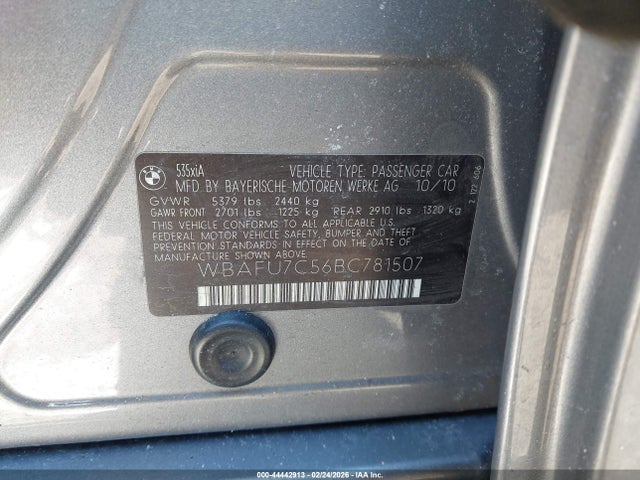 535xiA VEHICLE TYPE: PASSENGER CAR
MFD. BY BAYERISCHE-MOTOREN WERKE AG 10/10
GVWR 5379 lbs 2440 kg
GAWR FRONT 2701 lbs 1225 kg REAR 2910 lbs 1320 kg
THIS VEHICLE CONFORMS TO ALL APPLICABLE U.S.
FEDERAL MOTOR VEHICLE SAFETY, BUMPER, AND
THEFT PREVENTION STANDARDS IN EFFECT ON THE DATE OF
MANUFACTURE SHOWN ABOVE.
WBAFU7C56BC781507
000-44442913 - 02/24/2026 - IAAI.COM